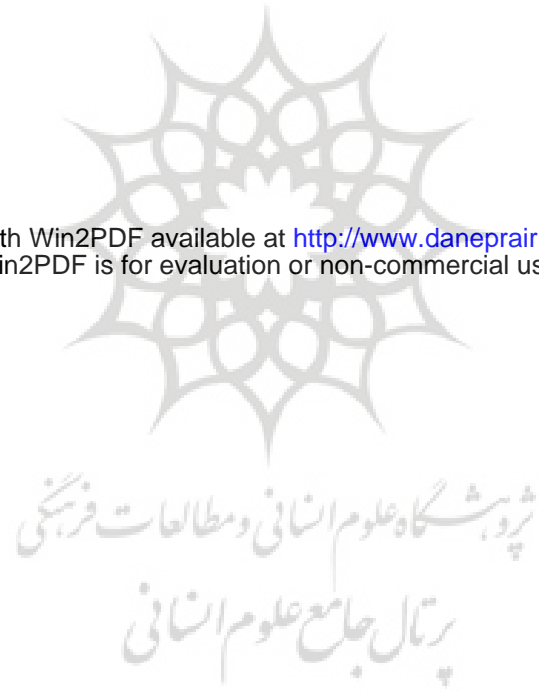 th Win2PDF available at http://www.daneprair
in2PDF is for evaluation or non-commercial us
پژوهشگاه علوم انسانی و مطالعات فرهنگی
پرتال جامع علوم انسانی